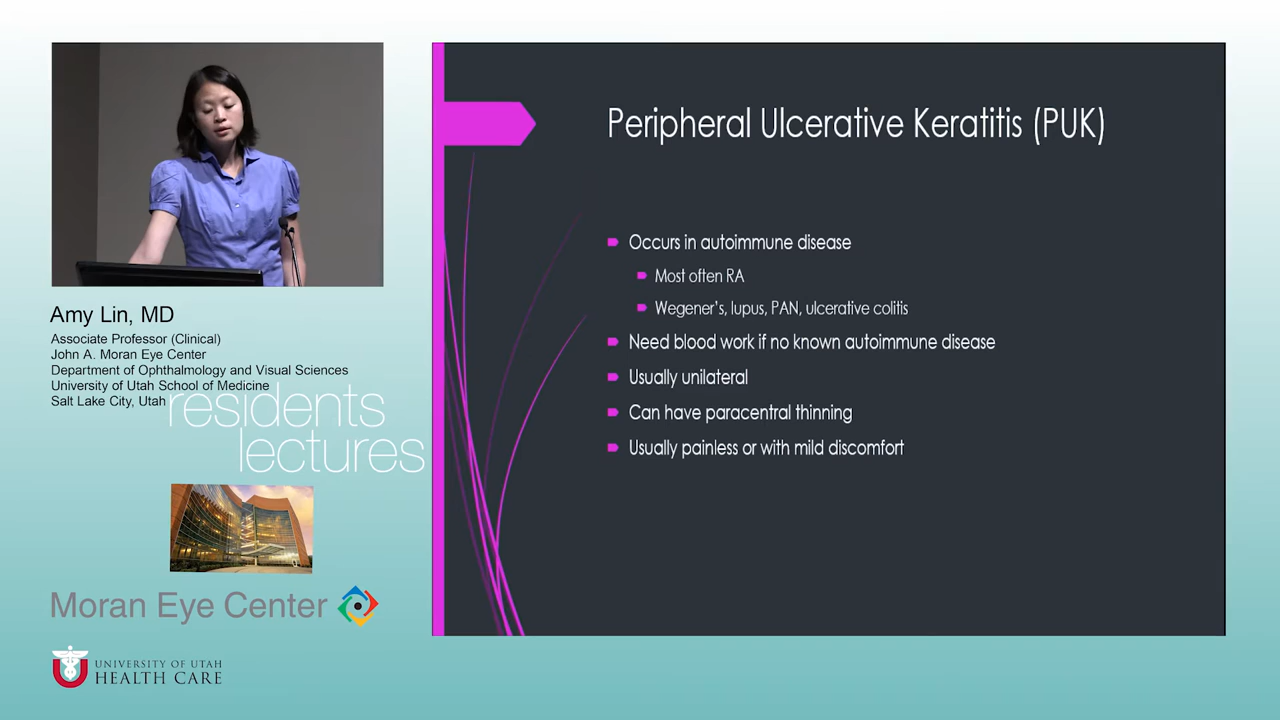 Amy Lin, MD
Associate Professor (Clinical)
John A. Moran Eye Center
Department of Ophthalmology and Visual Sciences
University of Utah School of Medicine
Salt Lake City, Utah
residents
lectures
Moran Eye Center
U
UNIVERSITY OF UTAH
HEALTH CARE
Peripheral Ulcerative Keratitis (PUK)
Occurs in autoimmune disease
Most often RA
Wegener's, lupus, PAN, ulcerative colitis
Need blood work if no known autoimmune disease
Usually unilateral
Can have paracentral thinning
Usually painless or with mild discomfort